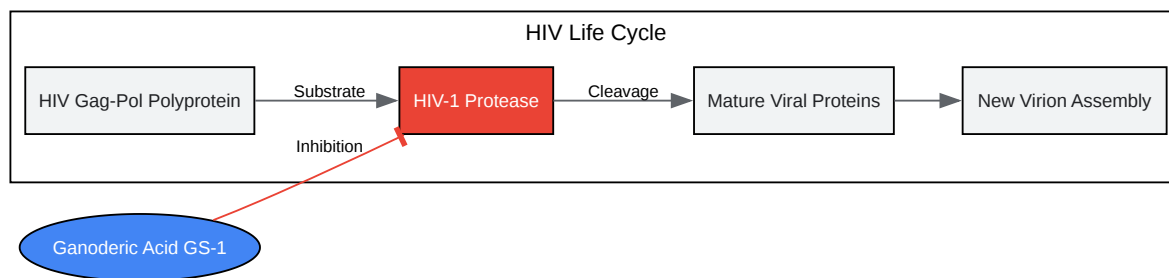 HIV Life Cycle
HIV Gag-Pol Polyprotein
Substrate
HIV-1 Protease
Cleavage
Mature Viral Proteins
New Virion Assembly
Inhibition
Ganoderic Acid GS-1